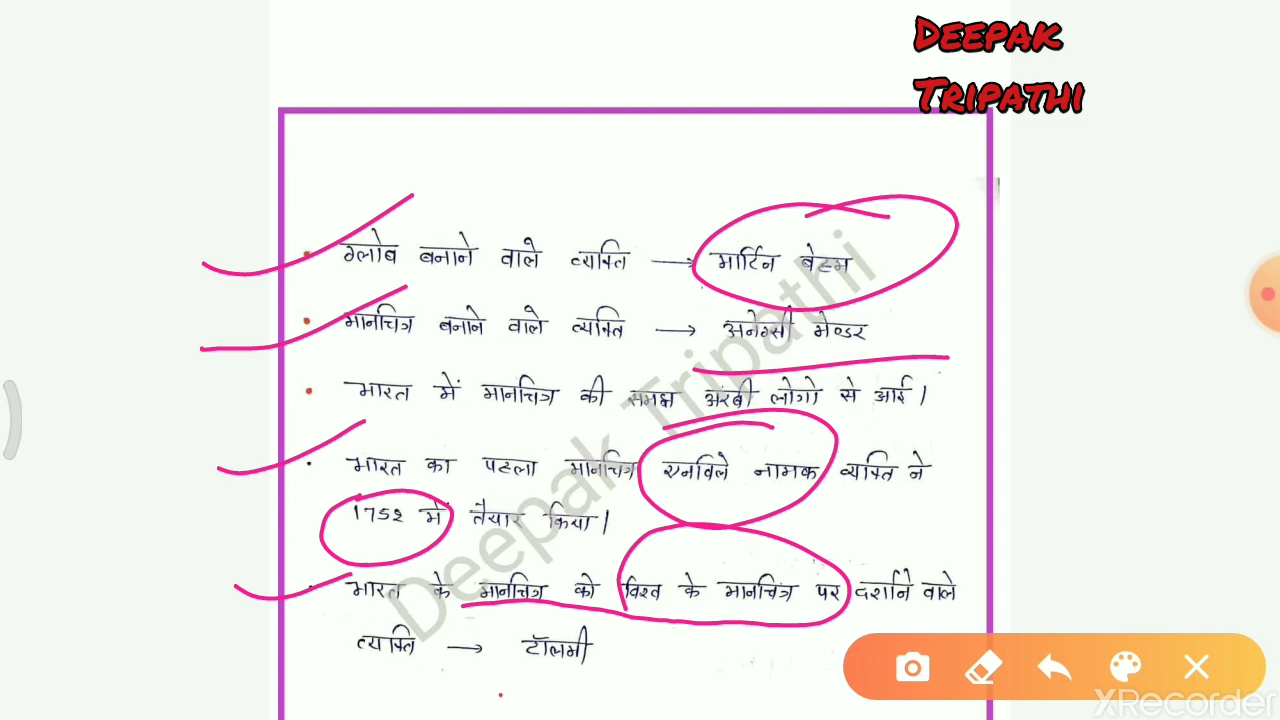 Deepak
Tripathi
ग्लोब बनाने वाले व्यक्ति → मार्टिन बेहम
मानचित्र बनाने वाले व्यक्ति → अनेग्सी मेण्डर
भारत में मानचित्र की समझ अरबी लोगो से आई।
भारत का पहला मानचित्र एनविले नामक व्यक्ति ने
1752 में तैयार किया।
भारत के मानचित्र को विश्व के मानचित्र पर दर्शाने वाले
व्यक्ति → टॉलमी
Deepak Tripathi
XRecorder